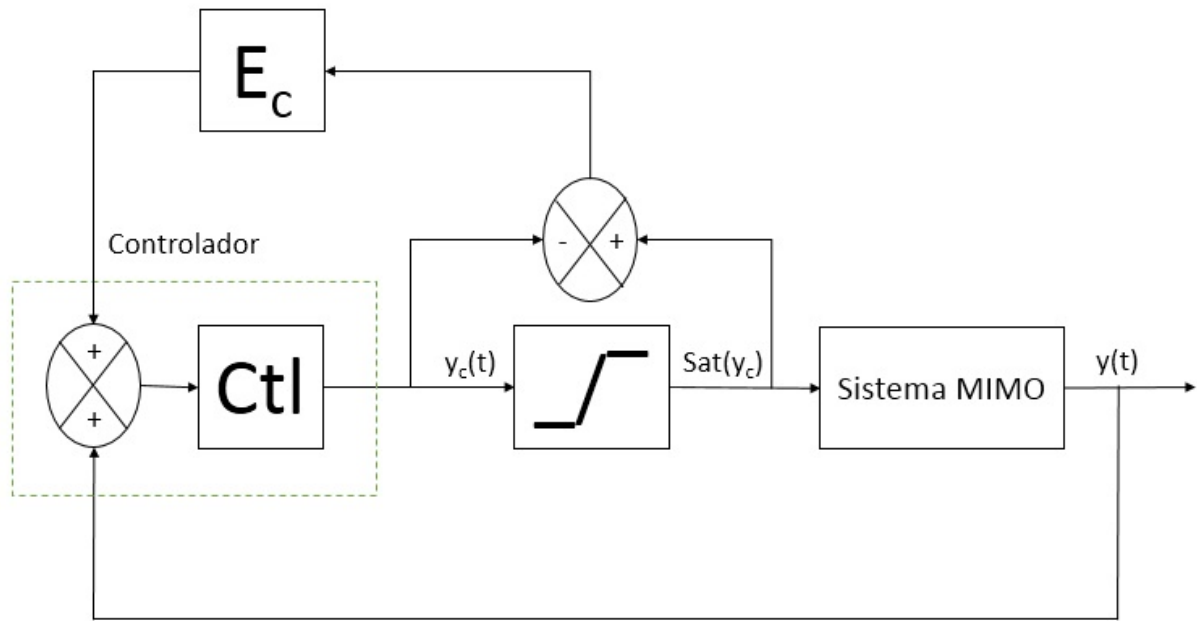 E_C
Controlador
- +
+
+
Ctl
y_c(t)
Sat(y_c)
Sistema MIMO
y(t)